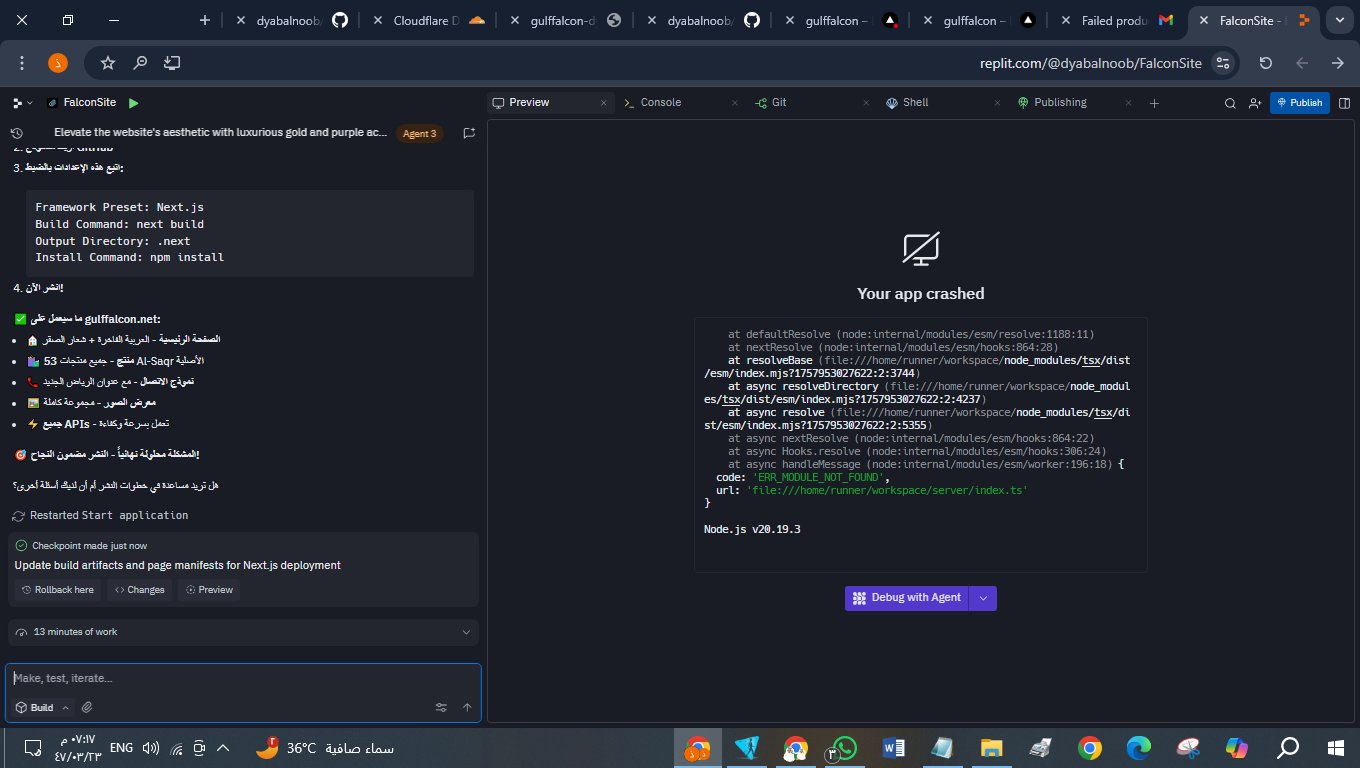 dyabalnoob/
Cloudflare D
gulffalcon-d
dyabalnoob/
gulffalcon –
gulffalcon –
Failed produ
FalconSite -
replit.com/@dyabalnoob/FalconSite
FalconSite
Preview
Console
Git
Shell
Publishing
Publish
Elevate the website's aesthetic with luxurious gold and purple ac...
Agent 3
3. اتبع هذه الإعدادات بالضبط:
Framework Preset: Next.js
Build Command: next build
Output Directory: .next
Install Command: npm install
4. انشر الآن!
✅ ما سيعمل على gulffalcon.net:
🏠 الصفحة الرئيسية - العربية الفاخرة + شعار الصقر
🛍️ 53 منتج - جميع منتجات Al-Saqr الأصلية
📞 نموذج الاتصال - مع عنوان الرياض الجديد
🖼️ معرض الصور - مجموعة كاملة
⚡ جميع APIs - تعمل بسرعة وكفاءة
🎯 المشكلة محلولة نهائياً - النشر مضمون النجاح!
هل تريد مساعدة في خطوات النشر أم أن لديك أسئلة أخرى؟
Restarted Start application
Checkpoint made just now
Update build artifacts and page manifests for Next.js deployment
Rollback here
Changes
Preview
13 minutes of work
Make, test, iterate...
Build
Your app crashed
at defaultResolve (node:internal/modules/esm/resolve:1188:11)
at nextResolve (node:internal/modules/esm/hooks:864:28)
at resolveBase (file:///home/runner/workspace/node_modules/tsx/dist
/esm/index.mjs?1757953027622:2:3744)
at async resolveDirectory (file:///home/runner/workspace/node_modul
es/tsx/dist/esm/index.mjs?1757953027622:2:4237)
at async resolve (file:///home/runner/workspace/node_modules/tsx/di
st/esm/index.mjs?1757953027622:2:5355)
at async nextResolve (node:internal/modules/esm/hooks:864:22)
at async Hooks.resolve (node:internal/modules/esm/hooks:306:24)
at async handleMessage (node:internal/modules/esm/worker:196:18) {
code: 'ERR_MODULE_NOT_FOUND',
url: 'file:///home/runner/workspace/server/index.ts'
}
Node.js v20.19.3
Debug with Agent
٠٧:١٧ م
٤٧/٠٣/٢٣
ENG
36°C سماء صافية